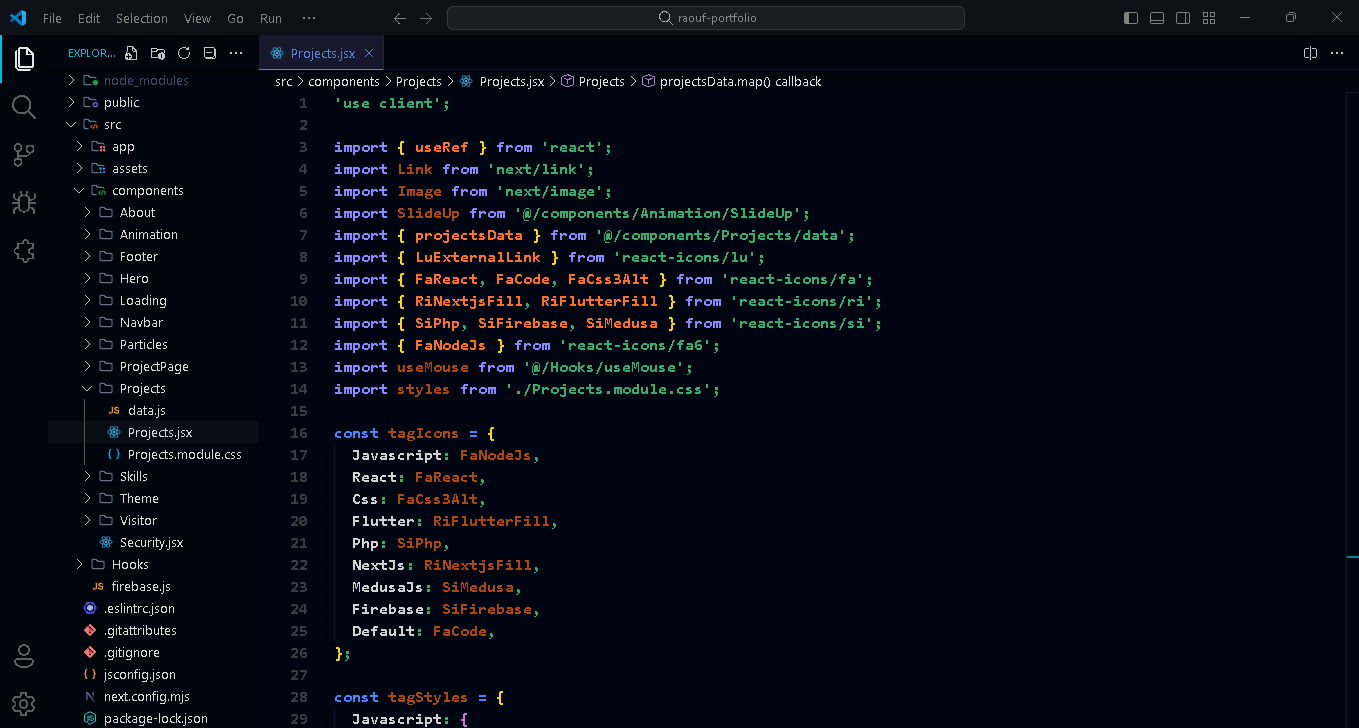 File Edit Selection View Go Run ··· raouf-portfolio
EXPLOR... ··· Projects.jsx ···
src > components > Projects > Projects.jsx > Projects > projectsData.map() callback
node_modules
public
src
app
assets
components
About
Animation
Footer
Hero
Loading
Navbar
Particles
ProjectPage
Projects
JS data.js
Projects.jsx
{ } Projects.module.css
Skills
Theme
Visitor
Security.jsx
Hooks
JS firebase.js
.eslintrc.json
.gitattributes
.gitignore
{ } jsconfig.json
N next.config.mjs
package-lock.json
1 'use client';
2
3 import { useRef } from 'react';
4 import Link from 'next/link';
5 import Image from 'next/image';
6 import SlideUp from '@/components/Animation/SlideUp';
7 import { projectsData } from '@/components/Projects/data';
8 import { LuExternalLink } from 'react-icons/lu';
9 import { FaReact, FaCode, FaCss3Alt } from 'react-icons/fa';
10 import { RiNextjsFill, RiFlutterFill } from 'react-icons/ri';
11 import { SiPhp, SiFirebase, SiMedusa } from 'react-icons/si';
12 import { FaNodeJs } from 'react-icons/fa6';
13 import useMouse from '@/Hooks/useMouse';
14 import styles from './Projects.module.css';
15
16 const tagIcons = {
17 Javascript: FaNodeJs,
18 React: FaReact,
19 Css: FaCss3Alt,
20 Flutter: RiFlutterFill,
21 Php: SiPhp,
22 NextJs: RiNextjsFill,
23 MedusaJs: SiMedusa,
24 Firebase: SiFirebase,
25 Default: FaCode,
26 };
27
28 const tagStyles = {
29 Javascript: {